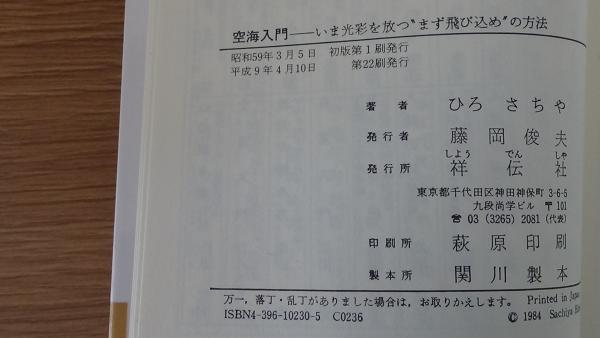 空海入門――いま光彩を放つ〝まず飛び込め〟の方法
昭和59年3月5日 初版第1刷発行
平成9年4月10日 第22刷発行
著者 ひろさちや
発行者 藤岡俊夫
しよう でん しや
発行所 祥伝社
東京都千代田区神田神保町3-6-5
九段尚学ビル 〒101
☎ 03 (3265) 2081 (代表)
印刷所 萩原印刷
製本所 関川製本
万一，落丁・乱丁がありました場合は，お取りかえします。 Printed in Japa
ISBN4-396-10230-5 C0236 © 1984 Sachiya